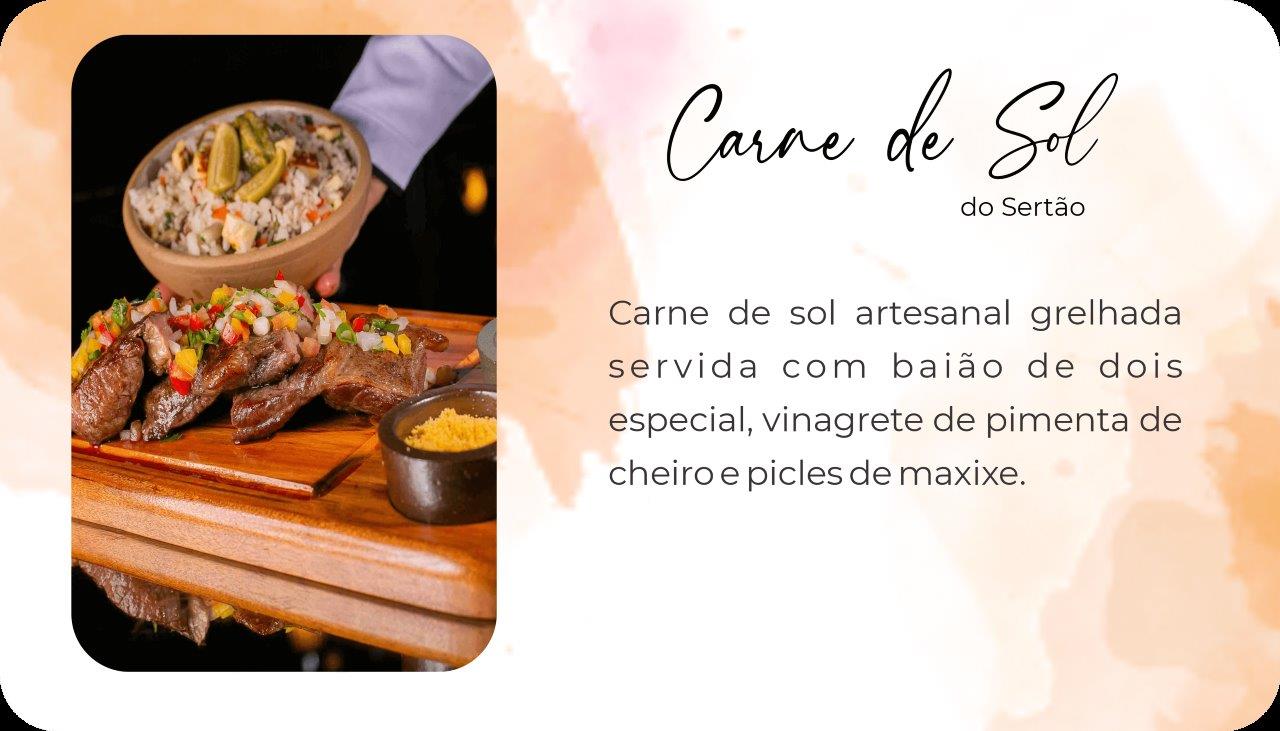 Carne de Sol
do Sertão
Carne de sol artesanal grelhada
servida com baião de dois
especial, vinagrete de pimenta de
cheiro e picles de maxixe.